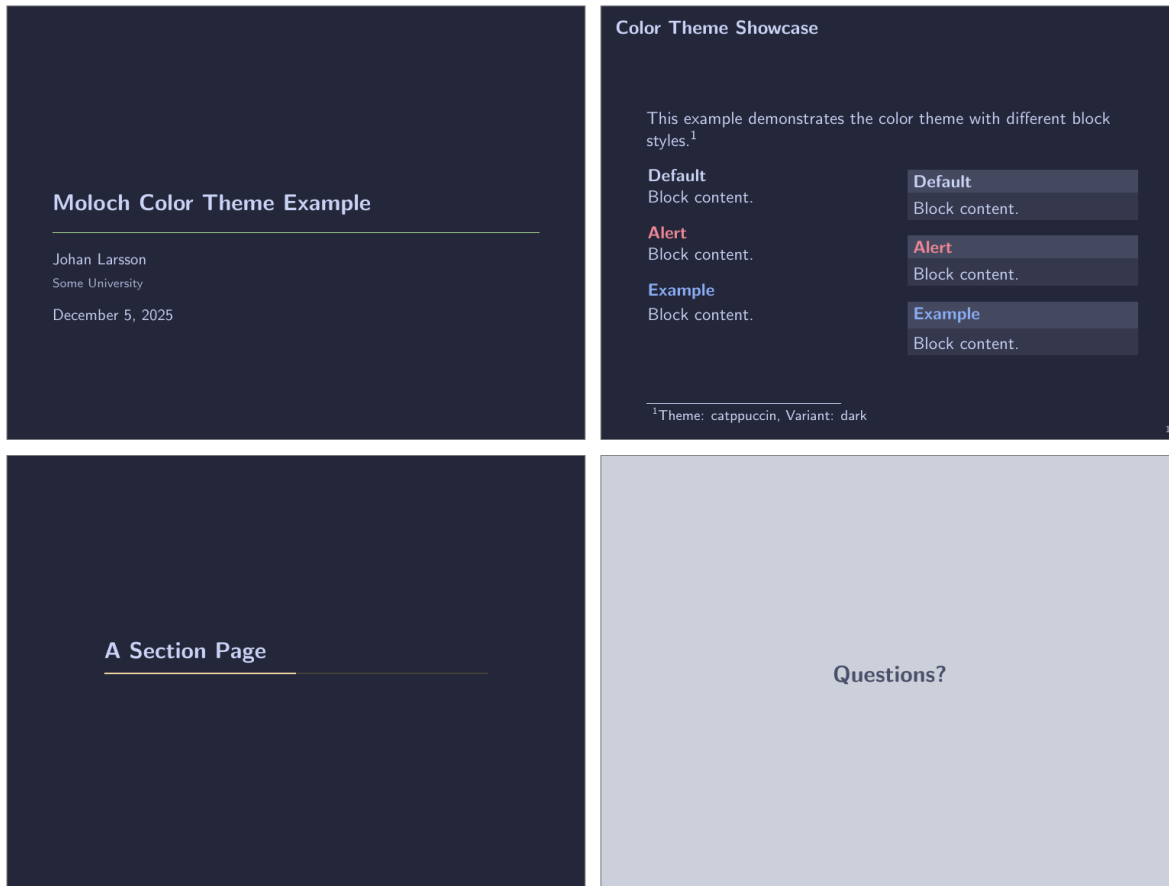 Moloch Color Theme Example
Johan Larsson
Some University
December 5, 2025
Color Theme Showcase
This example demonstrates the color theme with different block
styles.¹
Default
Block content.
Alert
Block content.
Example
Block content.
Default
Block content.
Alert
Block content.
Example
Block content.
¹Theme: catppuccin, Variant: dark
1
A Section Page
Questions?